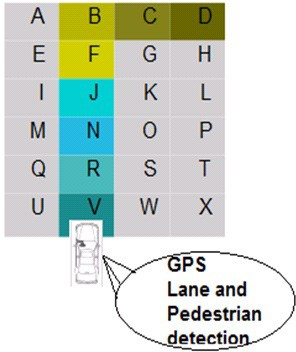 A B C D
E F G H
I J K L
M N O P
Q R S T
U V W X
GPS
Lane and
Pedestrian
detection